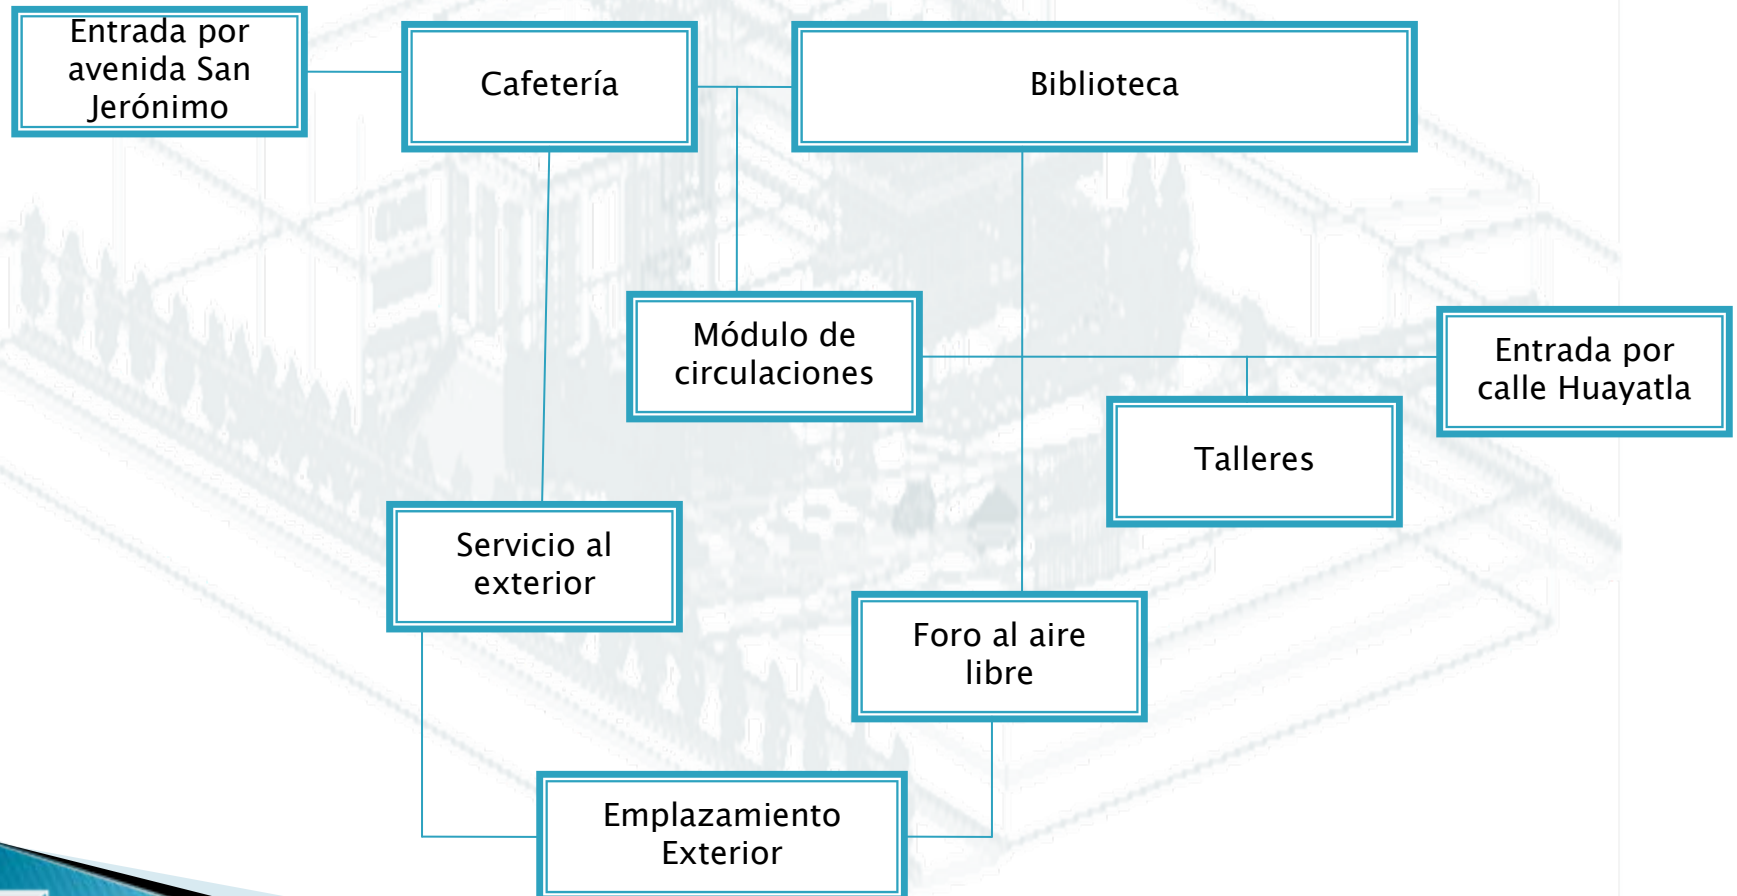 Entrada por
avenida San
Jerónimo
Cafetería
Biblioteca
Módulo de
circulaciones
Entrada por
calle Huayatla
Talleres
Servicio al
exterior
Foro al aire
libre
Emplazamiento
Exterior